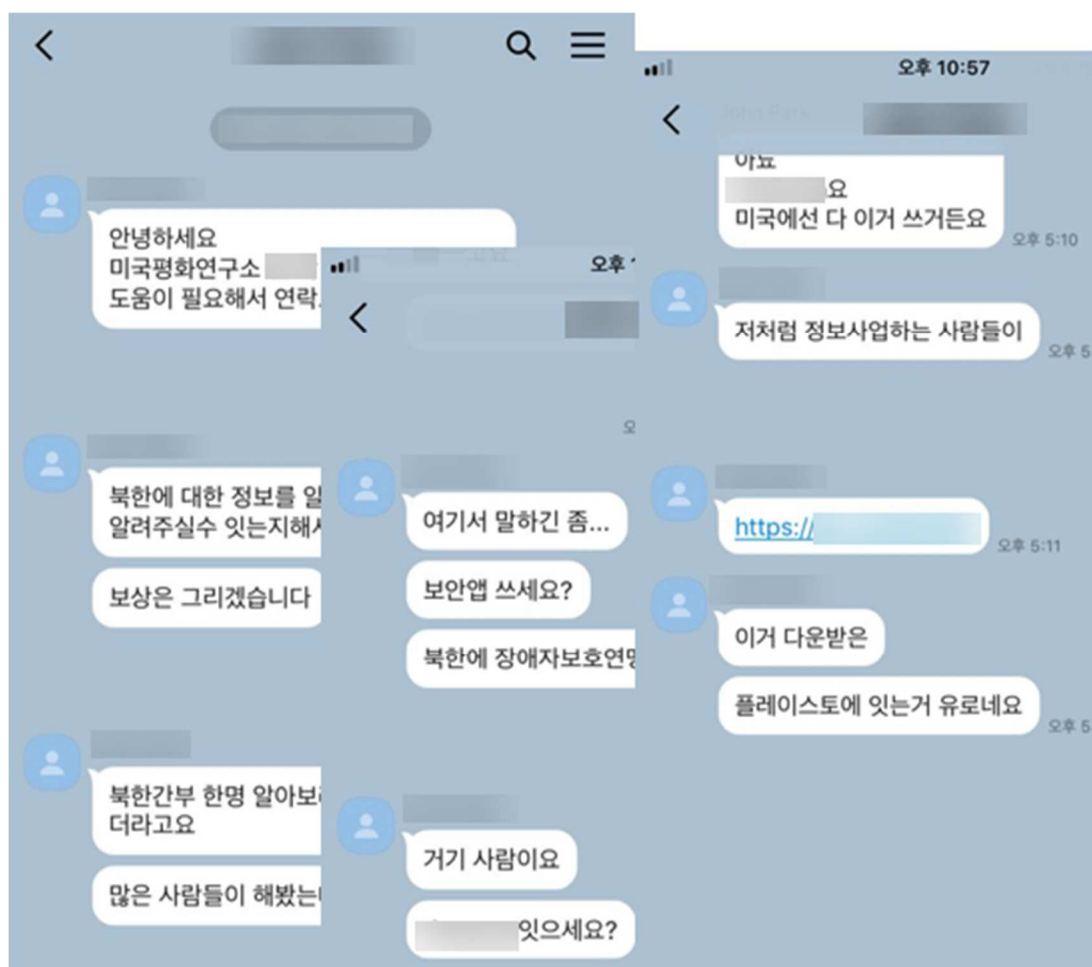 안녕하세요
미국평화연구소
도움이 필요해서 연락
북한에 대한 정보를 일
알려주실수 잇는지해서
보상은 그리겠습니다
북한간부 한명 알아보
더라고요
많은 사람들이 해봤는
오후
여기서 말하긴 좀...
보안앱 쓰세요?
북한에 장애자보호연맹
거기 사람이요
잇으세요?
오후 10:57
아뇨
요
미국에선 다 이거 쓰거든요
오후 5:10
저처럼 정보사업하는 사람들이
오후 5
https://
오후 5:11
이거 다운받은
플레이스토에 잇는거 유로네요
오후 5